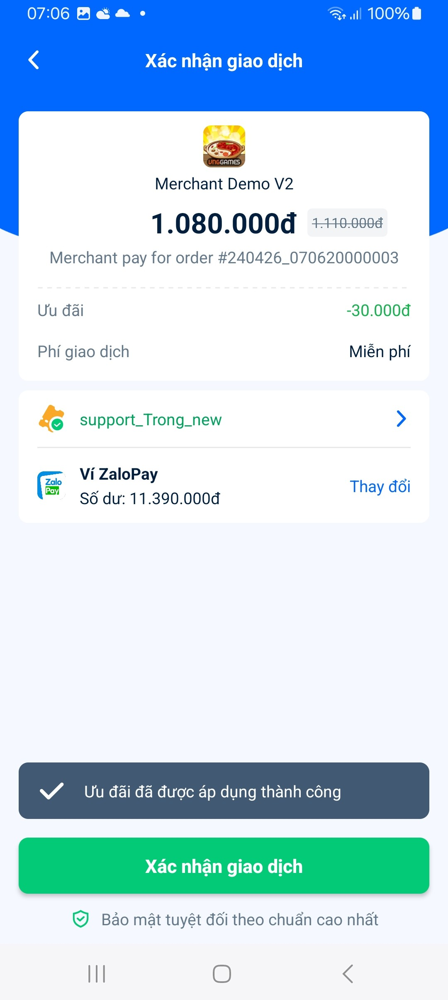 07:06
100%
Xác nhận giao dịch
VNGGAMES
Merchant Demo V2
1.080.000đ 1.110.000đ
Merchant pay for order #240426_070620000003
Ưu đãi -30.000đ
Phí giao dịch Miễn phí
support_Trong_new
Zalo
Pay
Ví ZaloPay
Số dư: 11.390.000đ
Thay đổi
Ưu đãi đã được áp dụng thành công
Xác nhận giao dịch
Bảo mật tuyệt đối theo chuẩn cao nhất